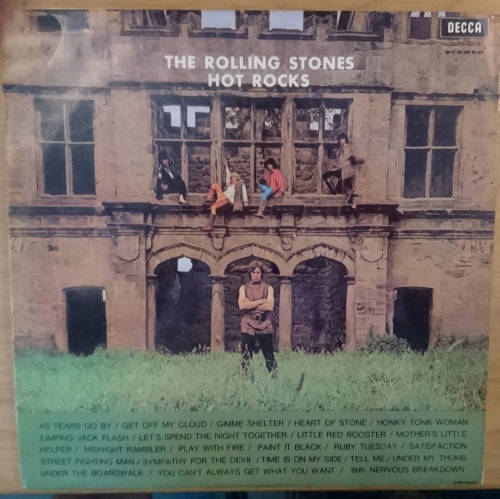 DECCA
STEREO
THE ROLLING STONES
HOT ROCKS
AS TEARS GO BY / GET OFF MY CLOUD / GIMME SHELTER / HEART OF STONE / HONKY TONK WOMAN
JUMPING JACK FLASH / LET'S SPEND THE NIGHT TOGETHER / LITTLE RED ROOSTER / MOTHER'S LITTLE
HELPER / MIDNIGHT RAMBLER / PLAY WITH FIRE / PAINT IT BLACK / RUBY TUESDAY / SATISFACTION
STREET FIGHTING MAN / SYMPATHY FOR THE DEVIL / TIME IS ON MY SIDE / TELL ME / UNDER MY THUMB
UNDER THE BOARDWALK / YOU CAN'T ALWAYS GET WHAT YOU WANT / 19th NERVOUS BREAKDOWN